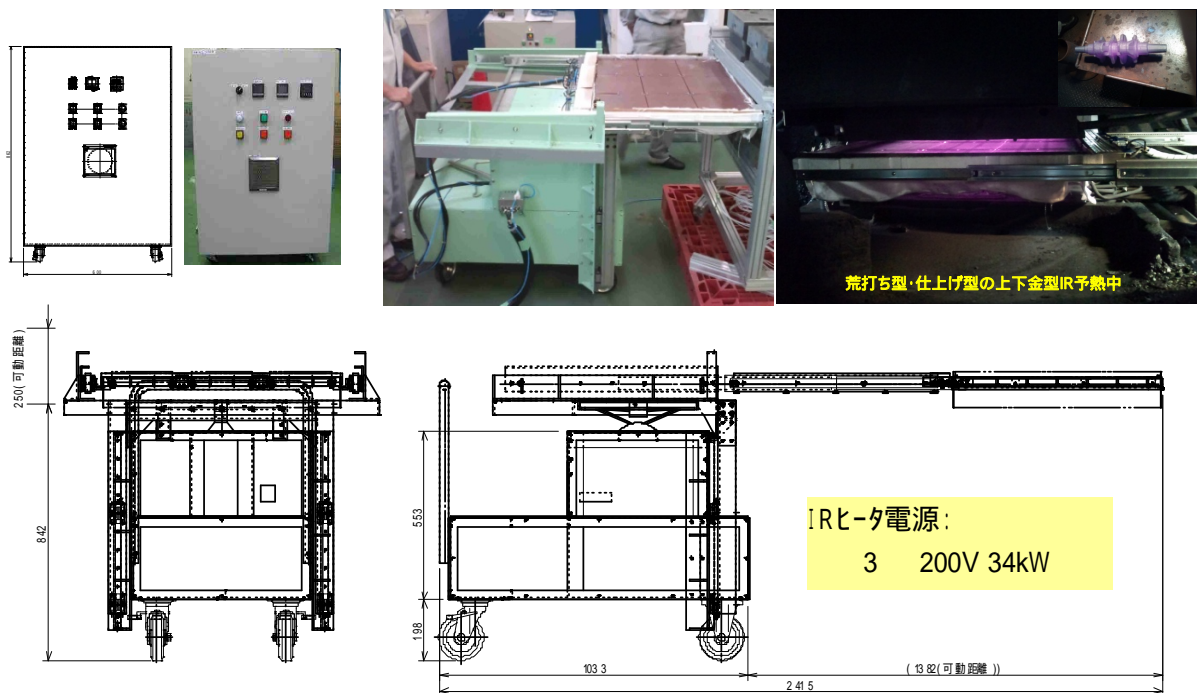 荒打ち型・仕上げ型の上下金型IR予熱中
250(可動距離)
842
553
198
1033
(1382(可動距離))
2415
IRヒータ電源:
3 200V 34kW